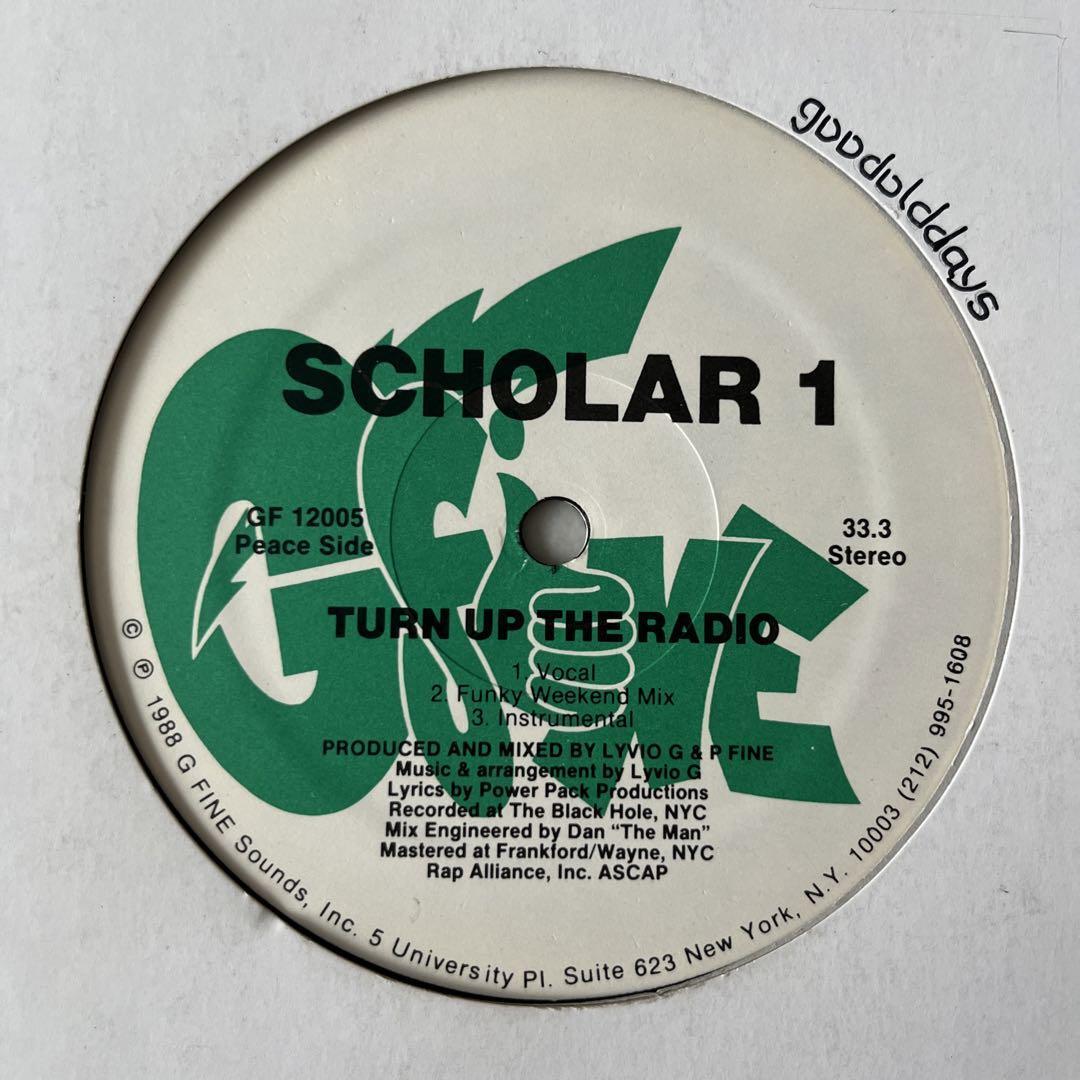 goodolddays
SCHOLAR 1
G FINE
GF 12005
Peace Side
33.3
Stereo
TURN UP THE RADIO
1. Vocal
2. Funky Weekend Mix
3. Instrumental
PRODUCED AND MIXED BY LYVIO G & P FINE
Music & arrangement by Lyvio G
Lyrics by Power Pack Productions
Recorded at The Black Hole, NYC
Mix Engineered by Dan "The Man"
Mastered at Frankford/Wayne, NYC
Rap Alliance, Inc. ASCAP
© ℗ 1988 G FINE Sounds, Inc. 5 University Pl. Suite 623 New York, N.Y. 10003 (212) 995-1608